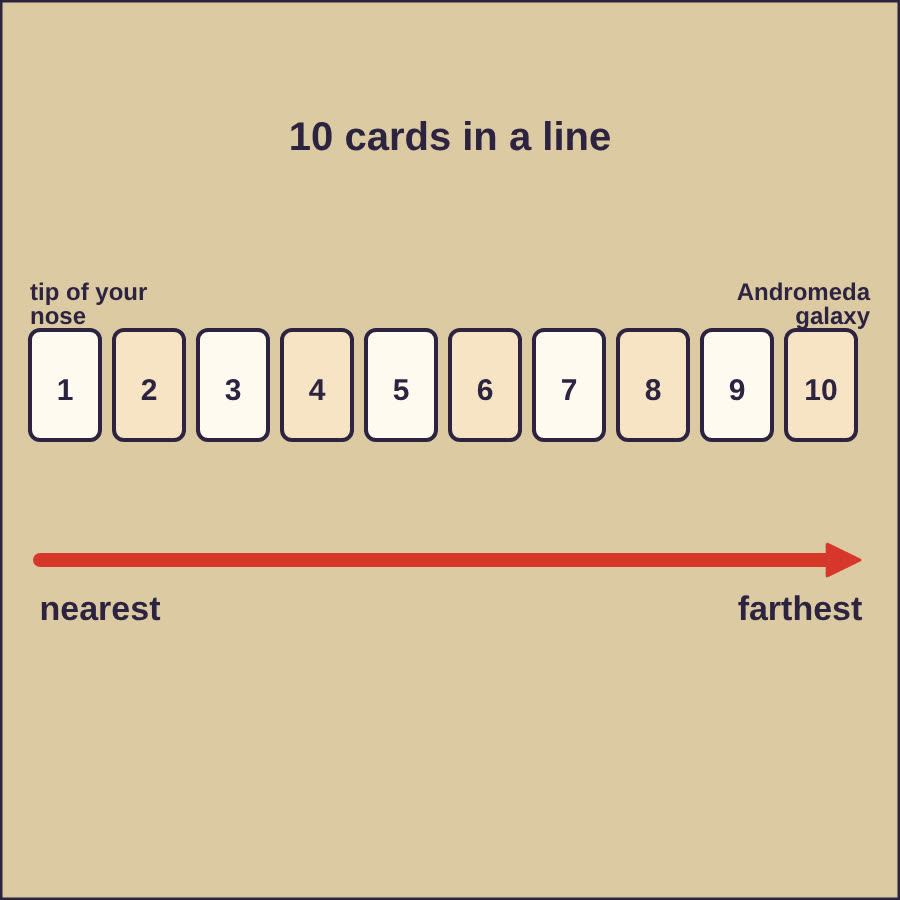 10 cards in a line
tip of your
nose
Andromeda
galaxy
1 2 3 4 5 6 7 8 9 10
nearest
farthest